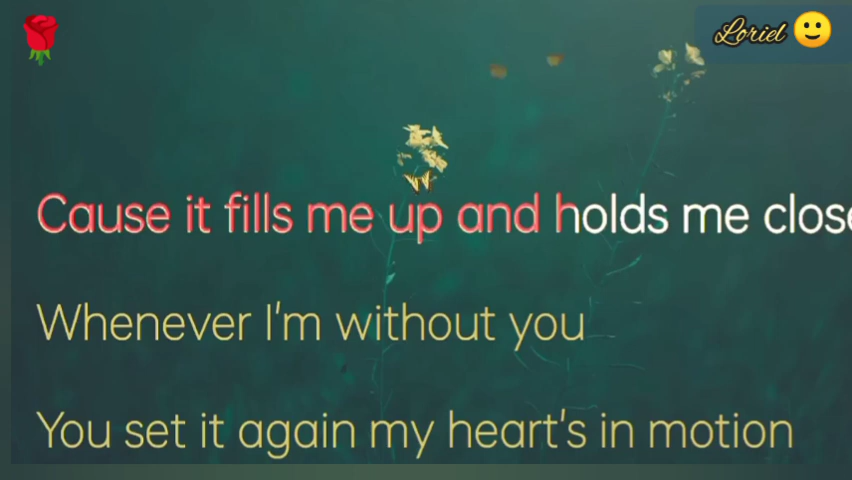 Loriel
Cause it fills me up and holds me close
Whenever I'm without you
You set it again my heart's in motion